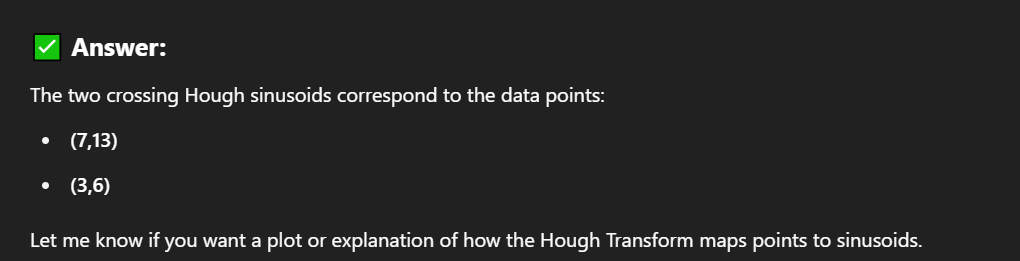 ✅ Answer:
The two crossing Hough sinusoids correspond to the data points:
• (7,13)
• (3,6)
Let me know if you want a plot or explanation of how the Hough Transform maps points to sinusoids.